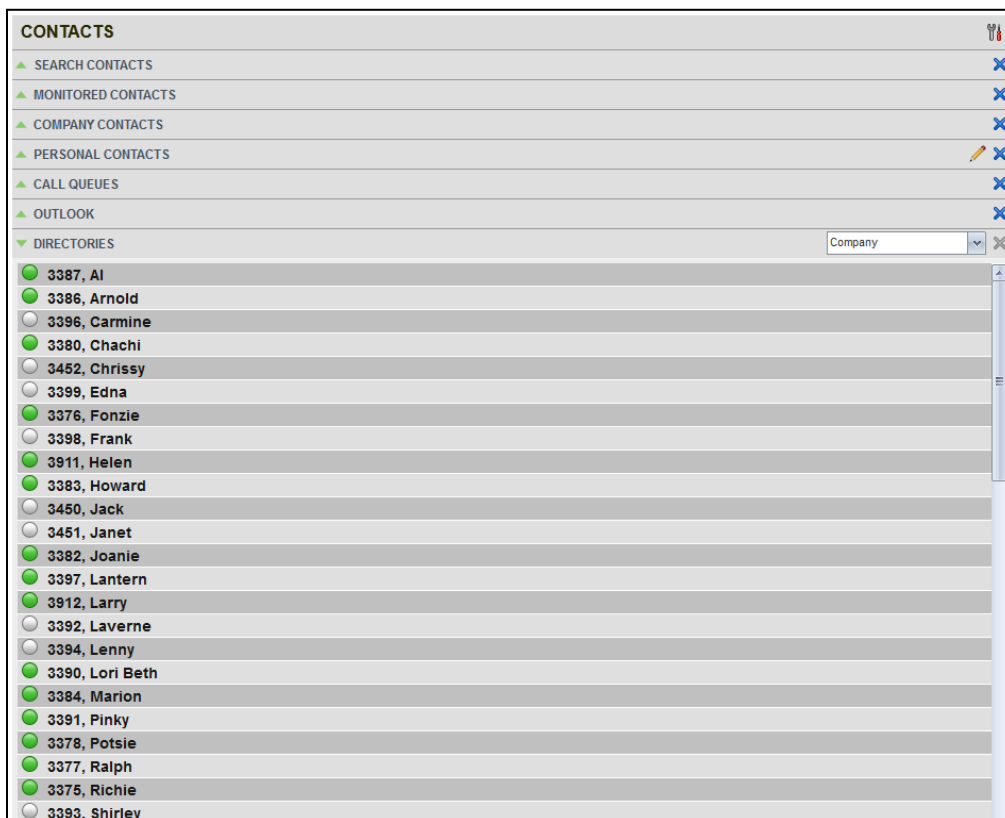 CONTACTS
SEARCH CONTACTS
MONITORED CONTACTS
COMPANY CONTACTS
PERSONAL CONTACTS
CALL QUEUES
OUTLOOK
DIRECTORIES Company
3387, Al
3386, Arnold
3396, Carmine
3380, Chachi
3452, Chrissy
3399, Edna
3376, Fonzie
3398, Frank
3911, Helen
3383, Howard
3450, Jack
3451, Janet
3382, Joanie
3397, Lantern
3912, Larry
3392, Laverne
3394, Lenny
3390, Lori Beth
3384, Marion
3391, Pinky
3378, Potsie
3377, Ralph
3375, Richie
3393, Shirley